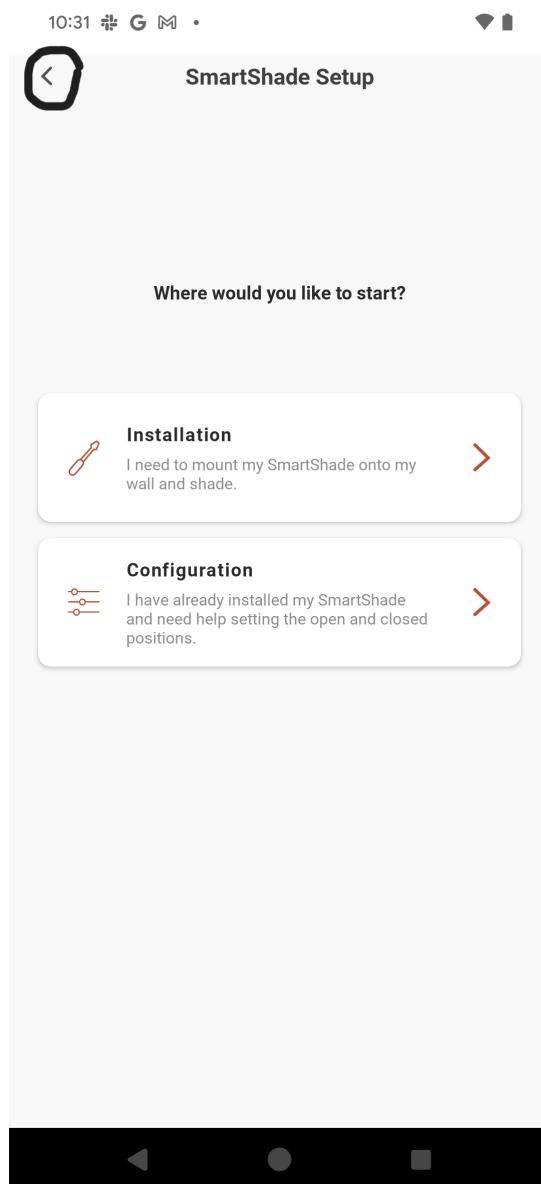 10:31
SmartShade Setup
Where would you like to start?
Installation
I need to mount my SmartShade onto my
wall and shade.
Configuration
I have already installed my SmartShade
and need help setting the open and closed
positions.